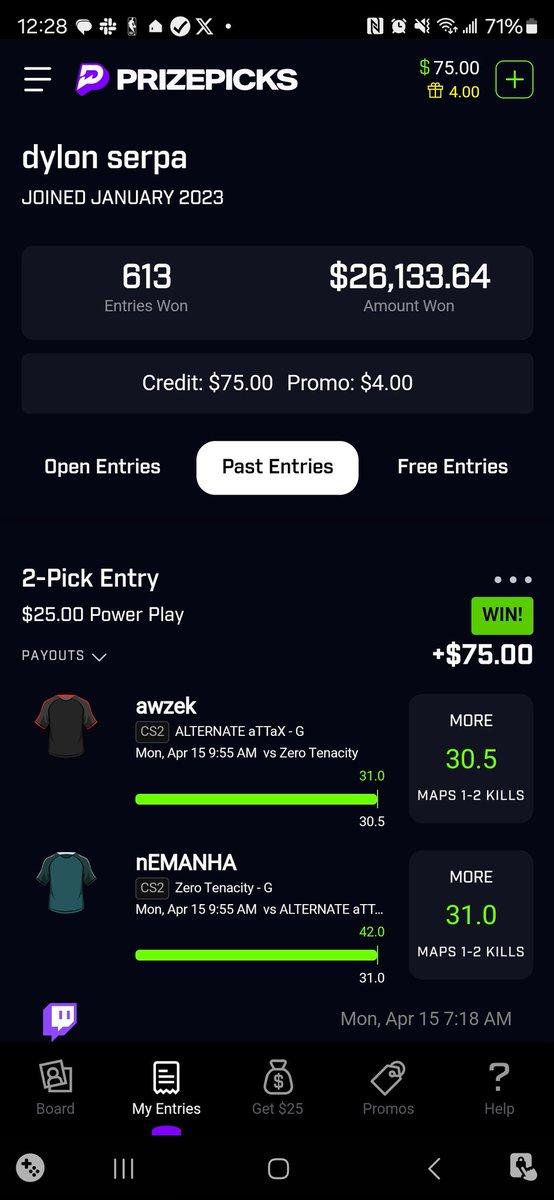 12:28
71%
PRIZEPICKS
$ 75.00
4.00
dylon serpa
JOINED JANUARY 2023
613
Entries Won
$26,133.64
Amount Won
Credit: $75.00 Promo: $4.00
Open Entries
Past Entries
Free Entries
2-Pick Entry
$25.00 Power Play
WIN!
PAYOUTS
+$75.00
awzek
CS2 ALTERNATE aTTaX - G
Mon, Apr 15 9:55 AM vs Zero Tenacity
31.0
30.5
MORE
30.5
MAPS 1-2 KILLS
nEMANHA
CS2 Zero Tenacity - G
Mon, Apr 15 9:55 AM vs ALTERNATE aTT...
42.0
31.0
MORE
31.0
MAPS 1-2 KILLS
Mon, Apr 15 7:18 AM
Board
My Entries
Get $25
Promos
Help